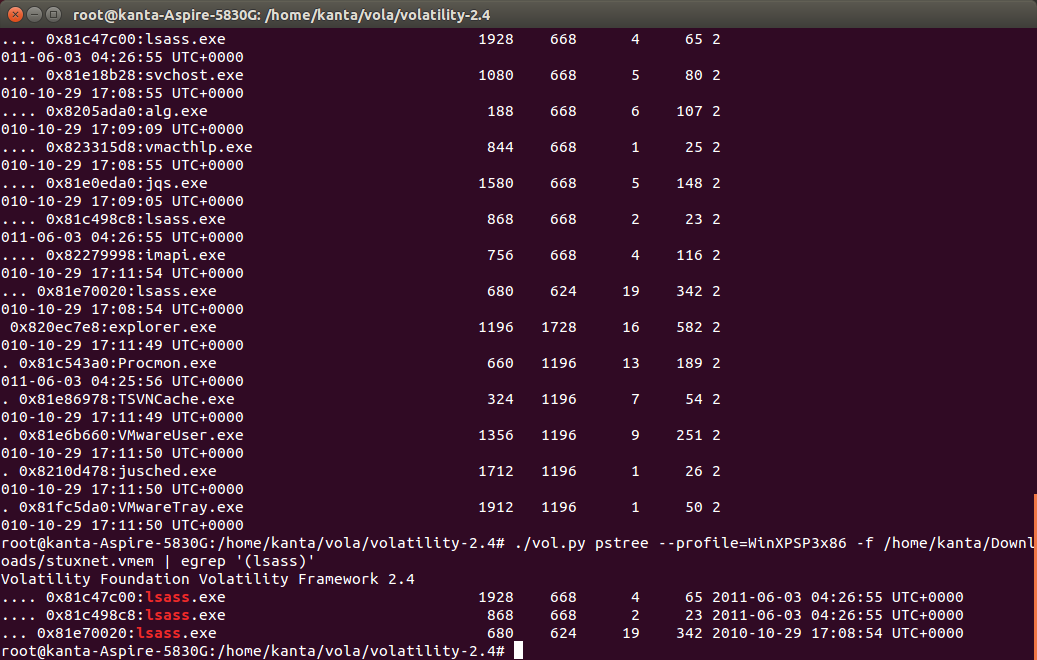 root@kanta-Aspire-5830G: /home/kanta/vola/volatility-2.4
.... 0x81c47c00:lsass.exe 1928 668 4 65 2
011-06-03 04:26:55 UTC+0000
.... 0x81e18b28:svchost.exe 1080 668 5 80 2
010-10-29 17:08:55 UTC+0000
.... 0x8205ada0:alg.exe 188 668 6 107 2
010-10-29 17:09:09 UTC+0000
.... 0x823315d8:vmacthlp.exe 844 668 1 25 2
010-10-29 17:08:55 UTC+0000
.... 0x81e0eda0:jqs.exe 1580 668 5 148 2
010-10-29 17:09:05 UTC+0000
.... 0x81c498c8:lsass.exe 868 668 2 23 2
011-06-03 04:26:55 UTC+0000
.... 0x82279998:imapi.exe 756 668 4 116 2
010-10-29 17:11:54 UTC+0000
... 0x81e70020:lsass.exe 680 624 19 342 2
010-10-29 17:08:54 UTC+0000
0x820ec7e8:explorer.exe 1196 1728 16 582 2
010-10-29 17:11:49 UTC+0000
. 0x81c543a0:Procmon.exe 660 1196 13 189 2
011-06-03 04:25:56 UTC+0000
. 0x81e86978:TSVNCache.exe 324 1196 7 54 2
010-10-29 17:11:49 UTC+0000
. 0x81e6b660:VMwareUser.exe 1356 1196 9 251 2
010-10-29 17:11:50 UTC+0000
. 0x8210d478:jusched.exe 1712 1196 1 26 2
010-10-29 17:11:50 UTC+0000
. 0x81fc5da0:VMwareTray.exe 1912 1196 1 50 2
010-10-29 17:11:50 UTC+0000
root@kanta-Aspire-5830G:/home/kanta/vola/volatility-2.4# ./vol.py pstree --profile=WinXPSP3x86 -f /home/kanta/Downl
oads/stuxnet.vmem | egrep '(lsass)'
Volatility Foundation Volatility Framework 2.4
.... 0x81c47c00:lsass.exe 1928 668 4 65 2011-06-03 04:26:55 UTC+0000
.... 0x81c498c8:lsass.exe 868 668 2 23 2011-06-03 04:26:55 UTC+0000
... 0x81e70020:lsass.exe 680 624 19 342 2010-10-29 17:08:54 UTC+0000
root@kanta-Aspire-5830G:/home/kanta/vola/volatility-2.4#